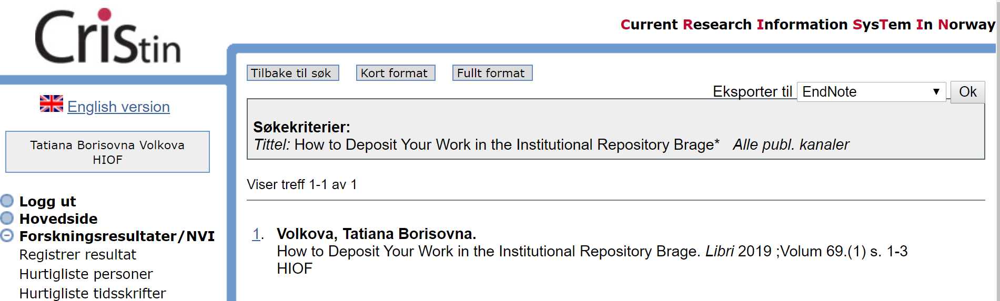 CRIStin
Current Research Information SysTem In Norway
English version
Tatiana Borisovna Volkova
HIOF
Logg ut
Hovedside
Forskningsresultater/NVI
Registrer resultat
Hurtigliste personer
Hurtigliste tidsskrifter
Tilbake til søk Kort format Fullt format
Eksporter til EndNote Ok
Søkekriterier:
Tittel: How to Deposit Your Work in the Institutional Repository Brage* Alle publ. kanaler
Viser treff 1-1 av 1
1. Volkova, Tatiana Borisovna.
How to Deposit Your Work in the Institutional Repository Brage. Libri 2019 ;Volum 69.(1) s. 1-3
HIOF